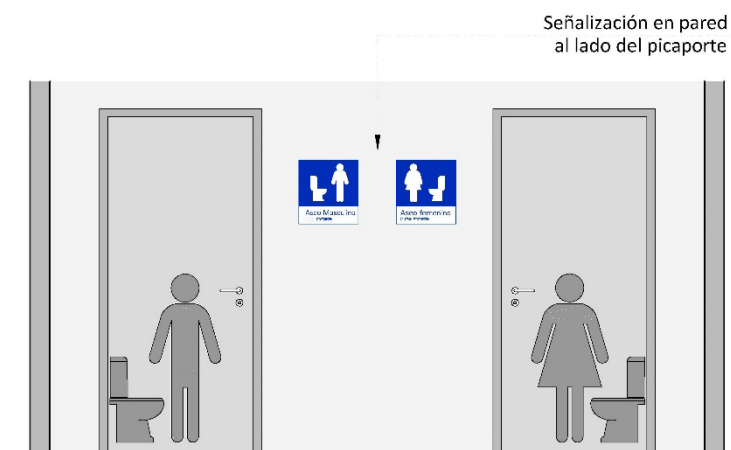 Señalización en pared
al lado del picaporte
Aseo Masculino
Aseo femenino